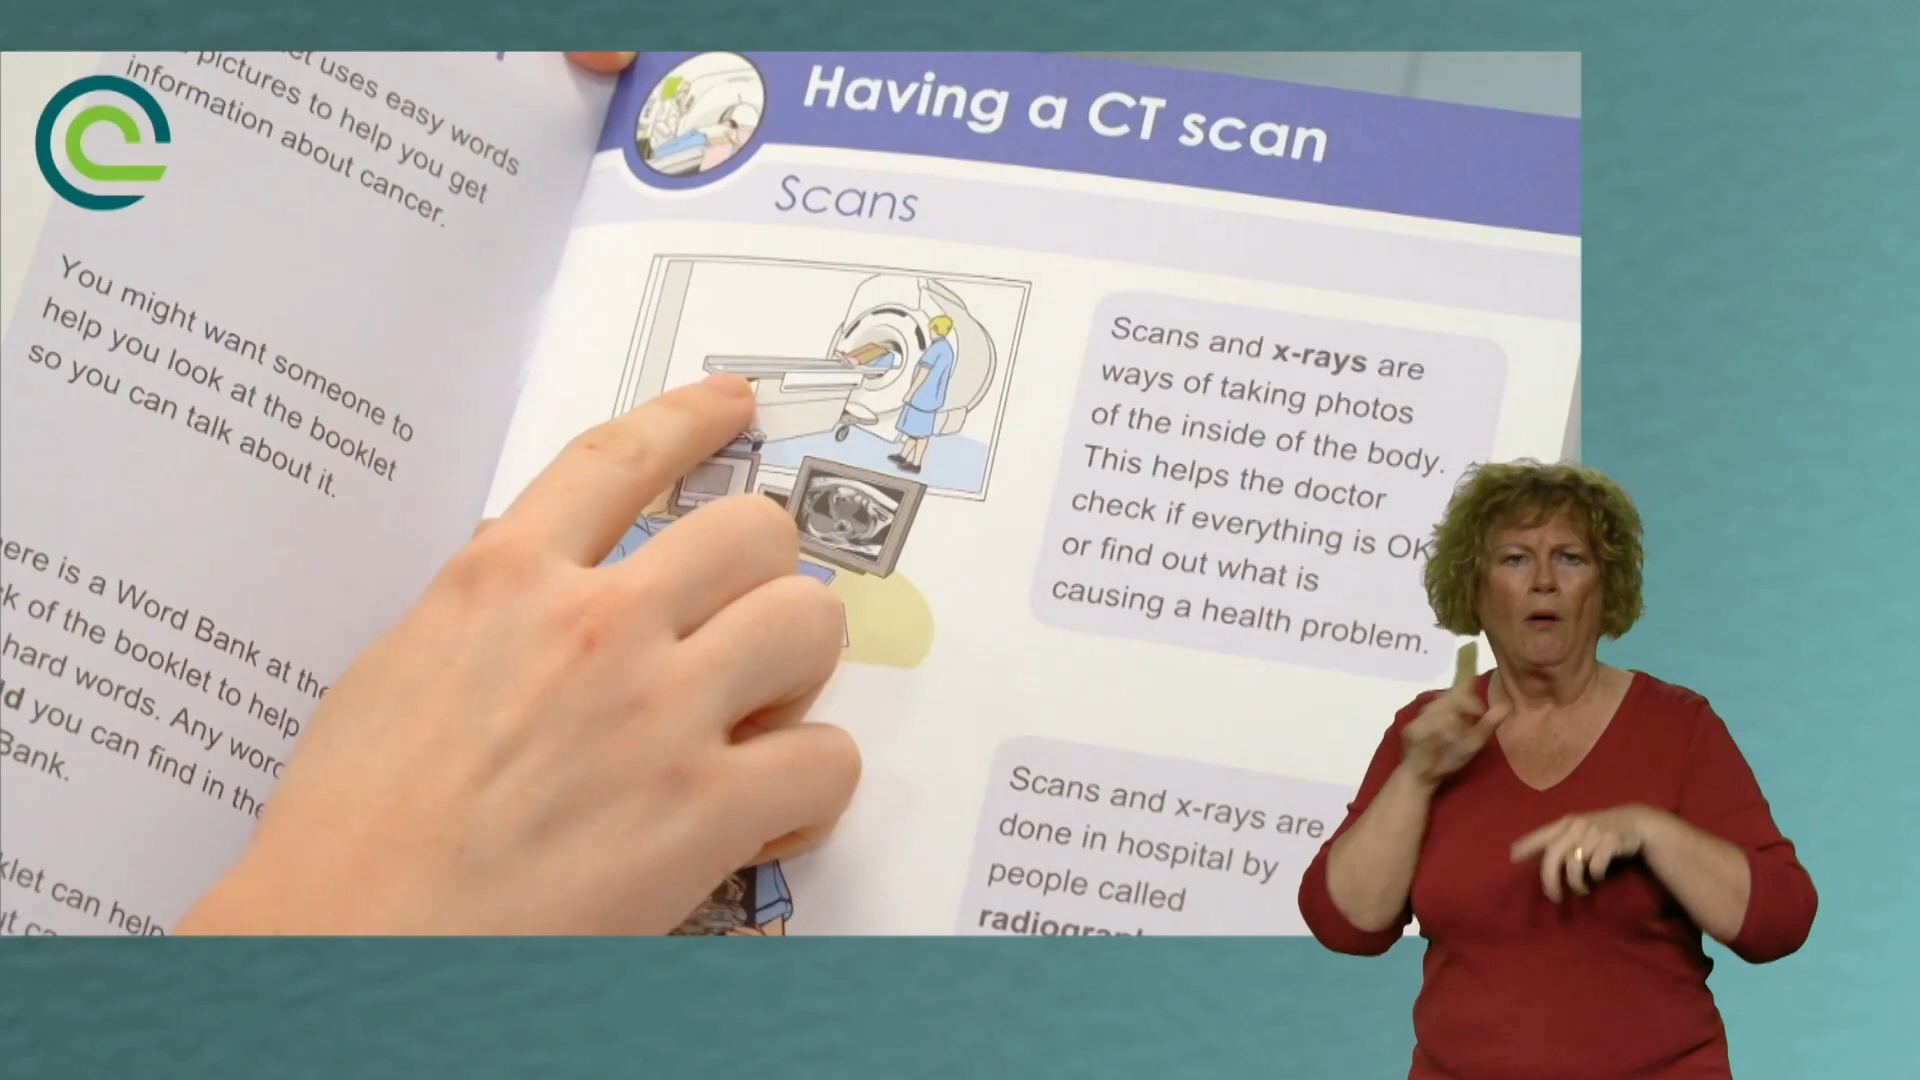 uses easy words
pictures to help you get
information about cancer.
You might want someone to
help you look at the booklet
so you can talk about it.
is a Word Bank at the
of the booklet to help
hard words. Any
you can find in the
Bank.
can help
Having a CT scan
Scans
Scans and x-rays are
ways of taking photos
of the inside of the body.
This helps the doctor
check if everything is OK
or find out what is
causing a health problem.
Scans and x-rays are
done in hospital by
people called